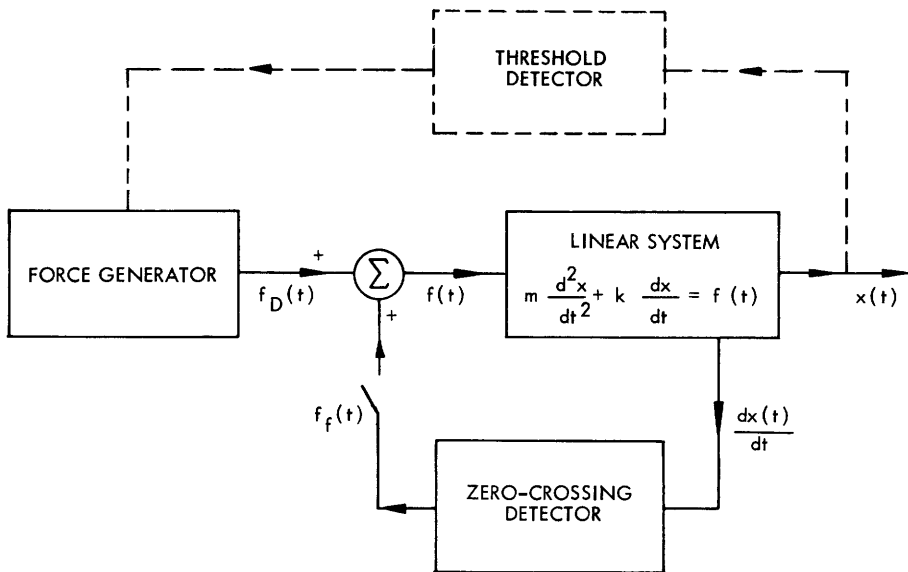 THRESHOLD
DETECTOR
FORCE GENERATOR
+
f_D(t)
Σ
+
f(t)
LINEAR SYSTEM
m d²x/dt² + k dx/dt = f (t)
x(t)
f_f(t)
dx(t)/dt
ZERO-CROSSING
DETECTOR